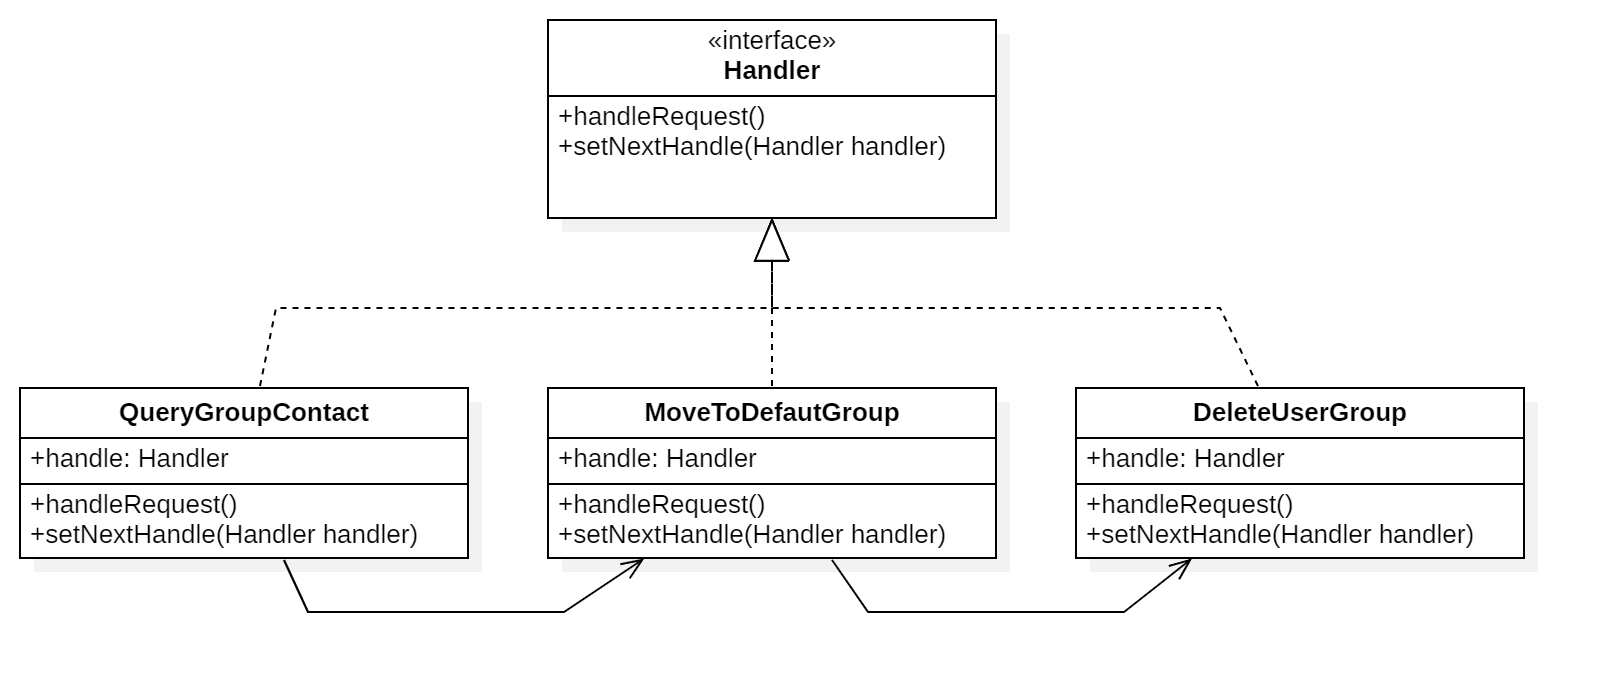 «interface»
Handler
+handleRequest()
+setNextHandle(Handler handler)
QueryGroupContact
+handle: Handler
+handleRequest()
+setNextHandle(Handler handler)
MoveToDefautGroup
+handle: Handler
+handleRequest()
+setNextHandle(Handler handler)
DeleteUserGroup
+handle: Handler
+handleRequest()
+setNextHandle(Handler handler)